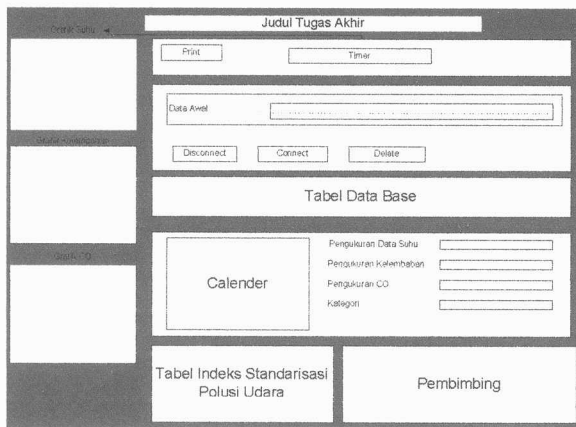 Judul Tugas Akhir
Grafik Suhu
Print
Timer
Data Awal
Disconnect
Connect
Delete
Grafik Kelembaban
Tabel Data Base
Grafik CO
Calender
Pengukuran Data Suhu
Pengukuran Kelembaban
Pengukuran CO
Kategori
Tabel Indeks Standarisasi
Polusi Udara
Pembimbing